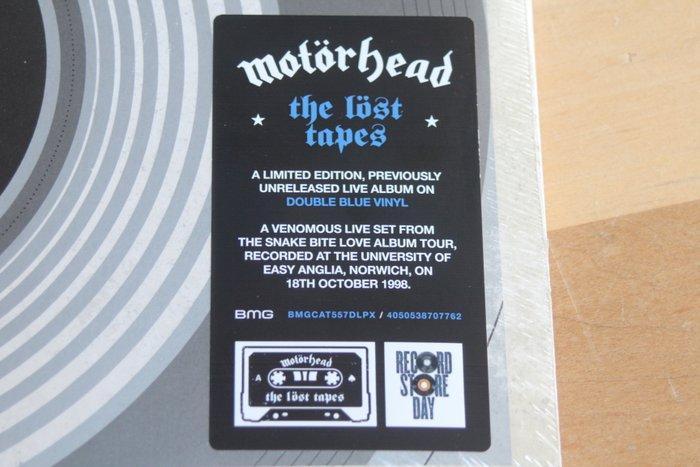 motörhead
the löst
tapes
A LIMITED EDITION, PREVIOUSLY
UNRELEASED LIVE ALBUM ON
DOUBLE BLUE VINYL
A VENOMOUS LIVE SET FROM
THE SNAKE BITE LOVE ALBUM TOUR,
RECORDED AT THE UNIVERSITY OF
EASY ANGLIA, NORWICH, ON
18TH OCTOBER 1998.
BMG BMGCAT557DLPX / 4050538707762
motörhead
A
the löst tapes
RECORD
STORE
DAY